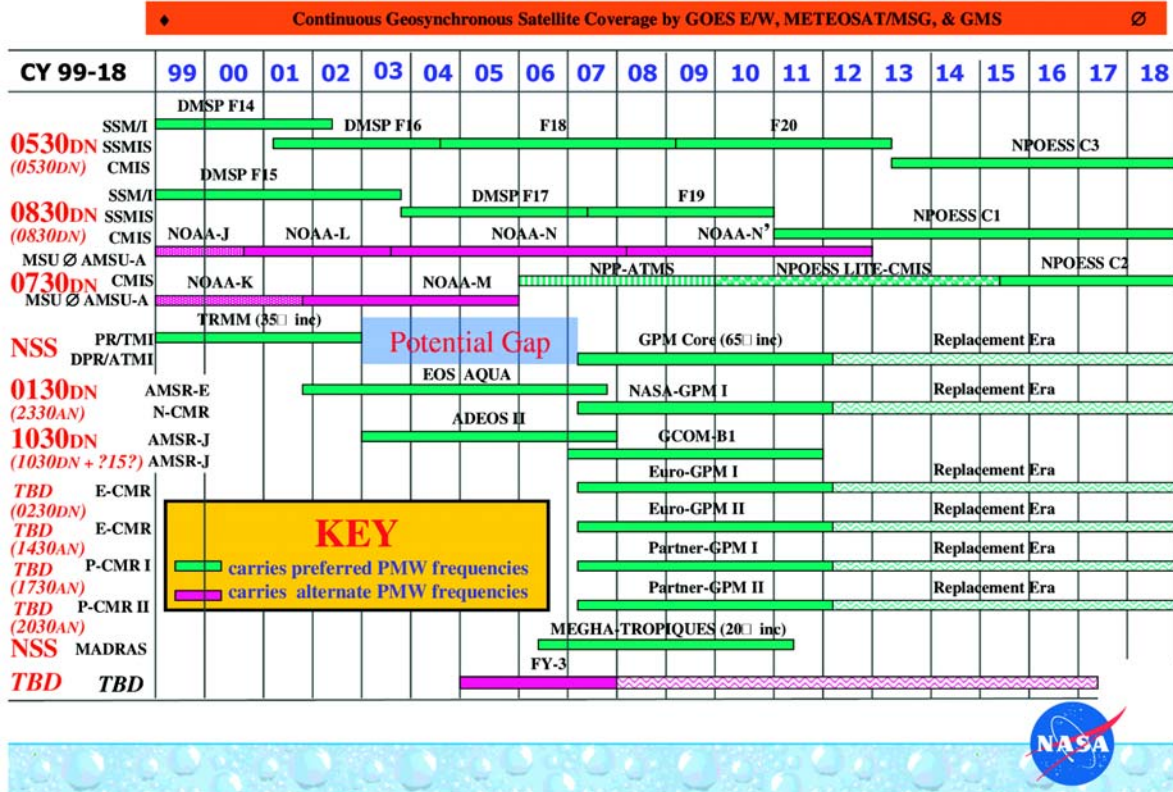 ♦ Continuous Geosynchronous Satellite Coverage by GOES E/W, METEOSAT/MSG, & GMS Ø
CY 99-18 99 00 01 02 03 04 05 06 07 08 09 10 11 12 13 14 15 16 17 18
DMSP F14
SSM/I
DMSP F16 F18 F20
0530DN SSMIS
NPOESS C3
(0530DN) CMIS
DMSP F15
SSM/I
DMSP F17 F19
0830DN SSMIS
NPOESS C1
(0830DN) CMIS
NOAA-J NOAA-L NOAA-N NOAA-N’
MSU Ø AMSU-A
NPP-ATMS NPOESS LITE-CMIS NPOESS C2
0730DN CMIS
NOAA-K NOAA-M
MSU Ø AMSU-A
TRMM (35□ inc)
NSS PR/TMI
Potential Gap
GPM Core (65□ inc) Replacement Era
DPR/ATMI
EOS AQUA
0130DN AMSR-E
NASA-GPM I Replacement Era
(2330AN) N-CMR
ADEOS II
1030DN AMSR-J
GCOM-B1
(1030DN + ?15?) AMSR-J
Euro-GPM I Replacement Era
TBD E-CMR
(0230DN)
Euro-GPM II Replacement Era
TBD E-CMR
(1430AN)
Partner-GPM I Replacement Era
TBD P-CMR I
(1730AN)
Partner-GPM II Replacement Era
TBD P-CMR II
(2030AN)
MEGHA-TROPIQUES (20□ inc)
NSS MADRAS
FY-3
TBD TBD
KEY
carries preferred PMW frequencies
carries alternate PMW frequencies
NASA